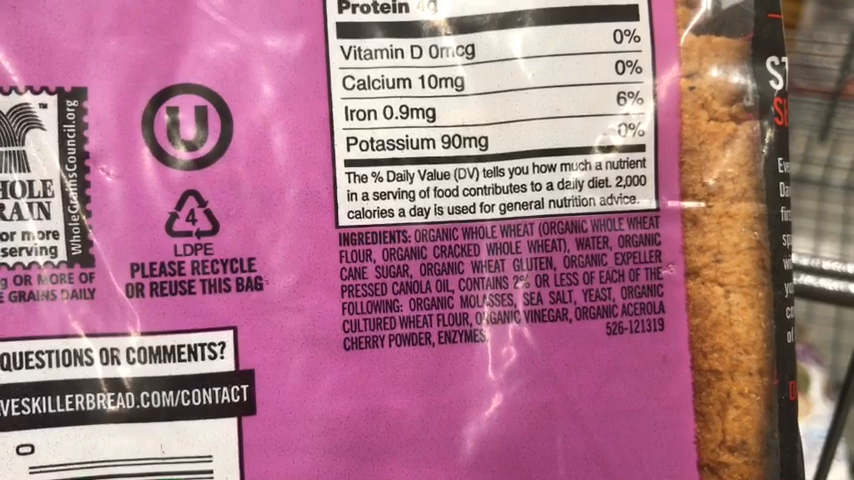 Protein 4g
Vitamin D 0mcg 0%
Calcium 10mg 0%
Iron 0.9mg 6%
Potassium 90mg 0%
The % Daily Value (DV) tells you how much a nutrient
in a serving of food contributes to a daily diet. 2,000
calories a day is used for general nutrition advice.
INGREDIENTS: ORGANIC WHOLE WHEAT (ORGANIC WHOLE WHEAT
FLOUR, ORGANIC CRACKED WHOLE WHEAT), WATER, ORGANIC
CANE SUGAR, ORGANIC WHEAT GLUTEN, ORGANIC EXPELLER
PRESSED CANOLA OIL, CONTAINS 2% OR LESS OF EACH OF THE
FOLLOWING: ORGANIC MOLASSES, SEA SALT, YEAST, ORGANIC
CULTURED WHEAT FLOUR, ORGANIC VINEGAR, ORGANIC ACEROLA
CHERRY POWDER, ENZYMES. 526-121319
TM
HOLE
RAIN
or more
serving
WholeGrainsCouncil.org
g OR MORE OF
E GRAINS DAILY
U
4
LDPE
PLEASE RECYCLE
OR REUSE THIS BAG
QUESTIONS OR COMMENTS?
VESKILLERBREAD.COM/CONTACT
0